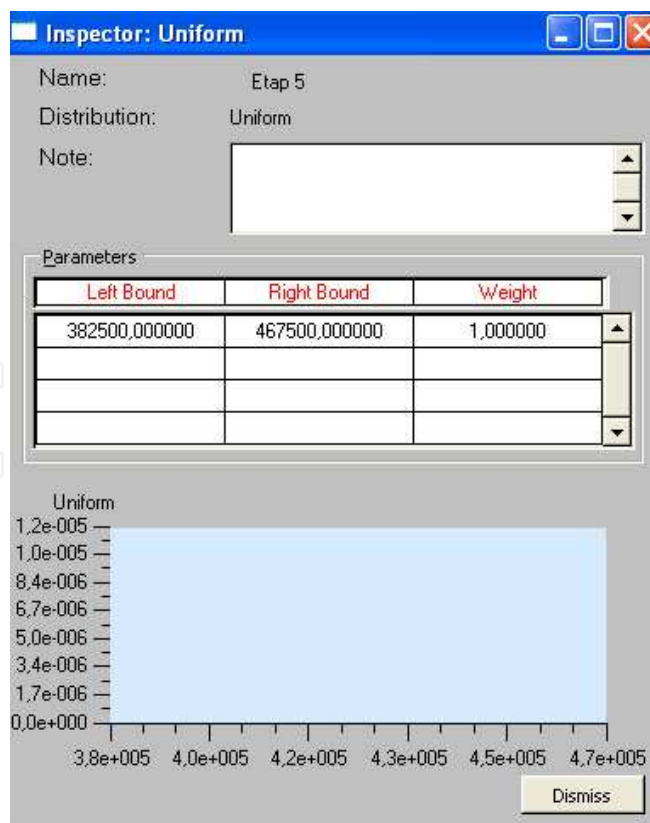 Inspector: Uniform
Name: Etap 5
Distribution: Uniform
Note:
Parameters
Left Bound Right Bound Weight
382500,000000 467500,000000 1,000000
Uniform
1,2e-005
1,0e-005
8,4e-006
6,7e-006
5,0e-006
3,4e-006
1,7e-006
0,0e+000
3,8e+005 4,0e+005 4,2e+005 4,3e+005 4,5e+005 4,7e+005
Dismiss